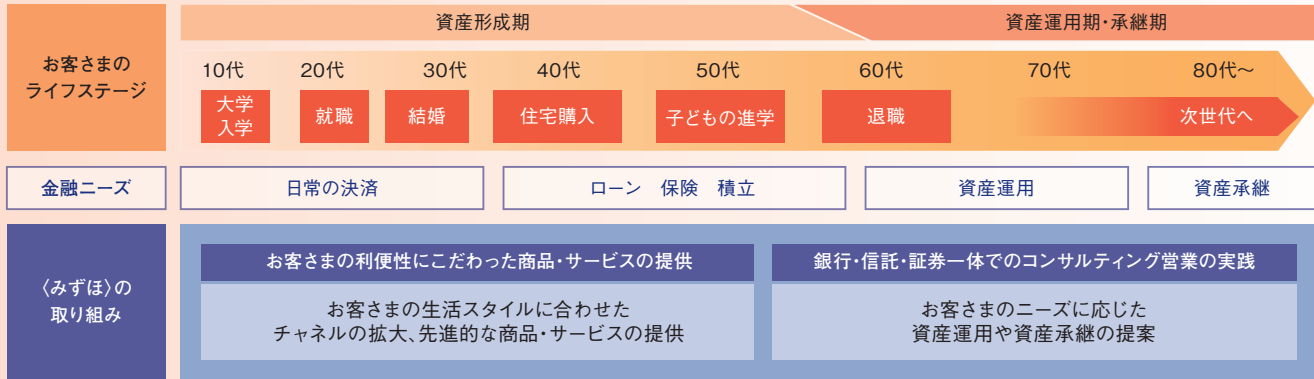 お客さまの
ライフステージ
資産形成期
資産運用期・承継期
10代
20代
30代
40代
50代
60代
70代
80代～
大学
入学
就職
結婚
住宅購入
子どもの進学
退職
次世代へ
金融ニーズ
日常の決済
ローン 保険 積立
資産運用
資産承継
〈みずほ〉の
取り組み
お客さまの利便性にこだわった商品・サービスの提供
お客さまの生活スタイルに合わせた
チャネルの拡大、先進的な商品・サービスの提供
銀行・信託・証券一体でのコンサルティング営業の実践
お客さまのニーズに応じた
資産運用や資産承継の提案